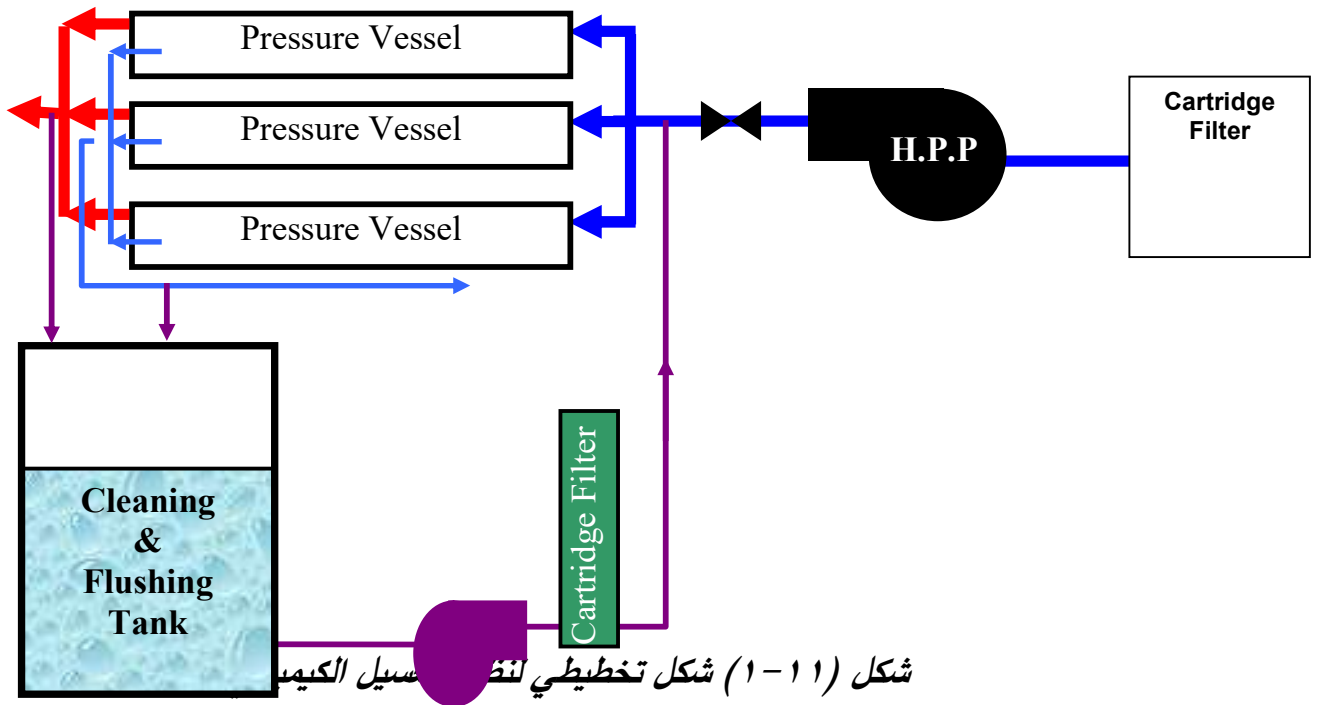 Pressure Vessel
Pressure Vessel
Pressure Vessel
H.P.P
Cartridge
Filter
Cleaning
&
Flushing
Tank
Cartridge Filter
شكل (١١-١) شكل تخطيطي